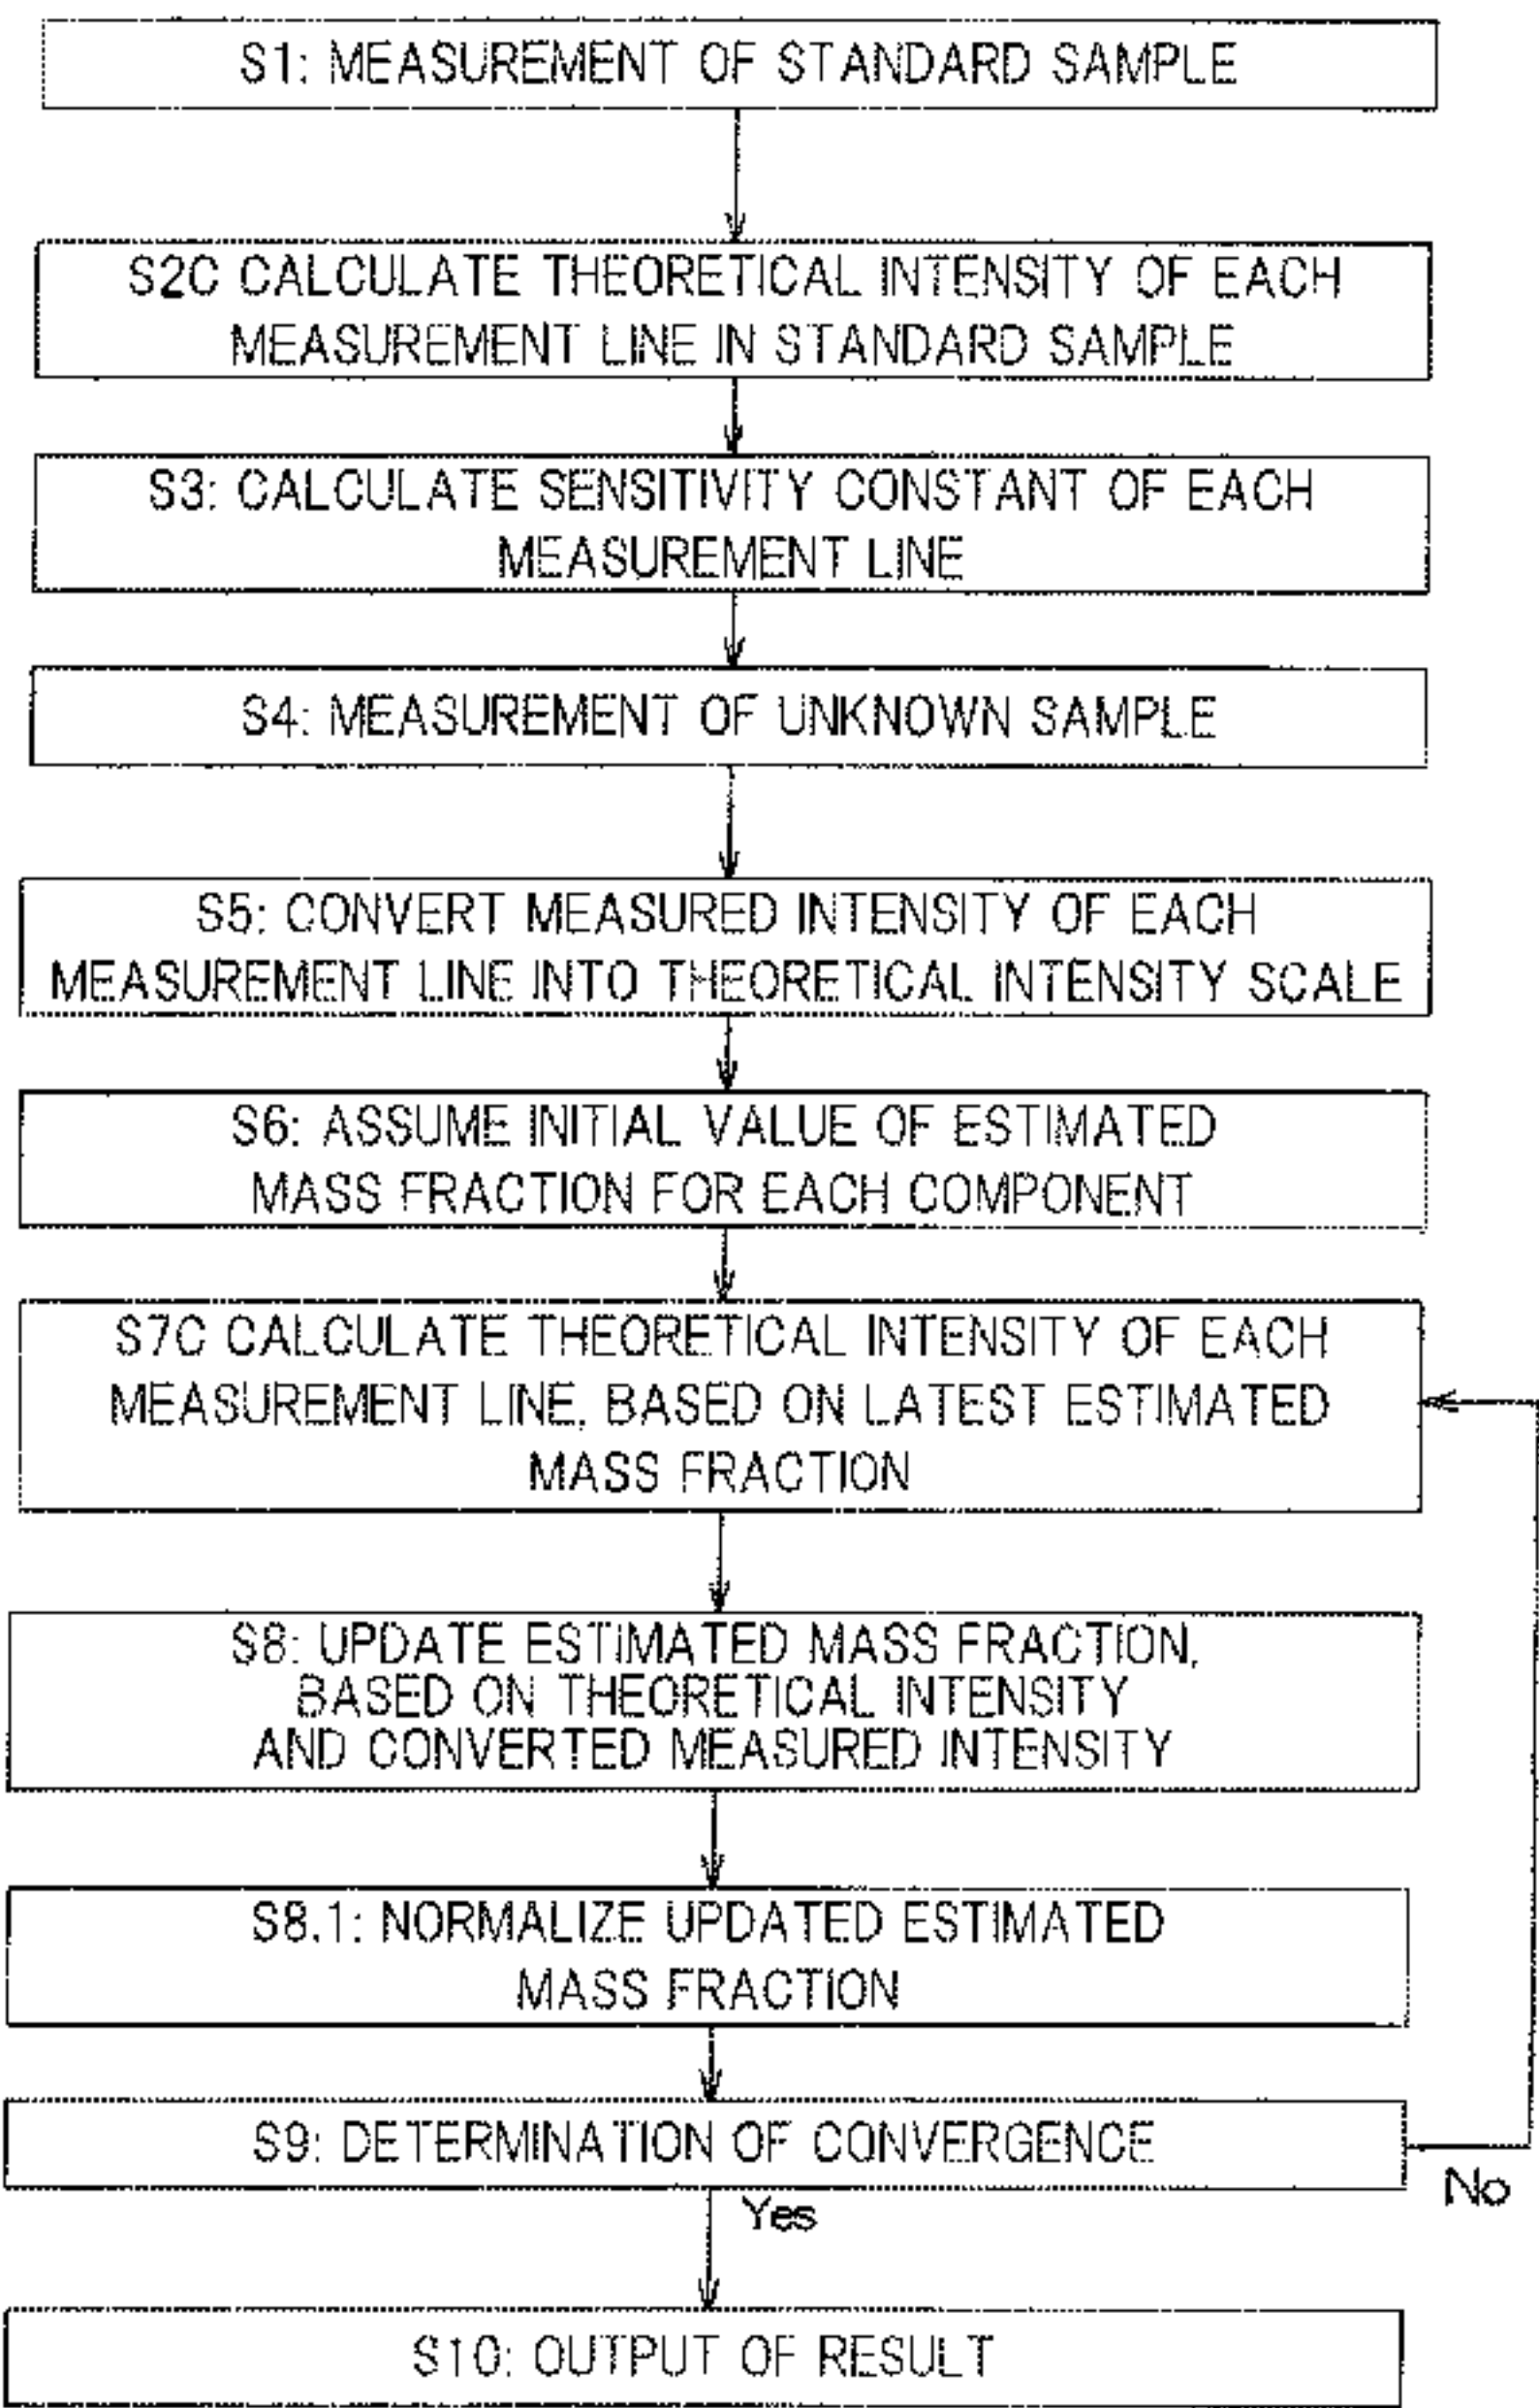 S1: MEASUREMENT OF STANDARD SAMPLE
S2C CALCULATE THEORETICAL INTENSITY OF EACH
MEASUREMENT LINE IN STANDARD SAMPLE
S3: CALCULATE SENSITIVITY CONSTANT OF EACH
MEASUREMENT LINE
S4: MEASUREMENT OF UNKNOWN SAMPLE
S5: CONVERT MEASURED INTENSITY OF EACH
MEASUREMENT LINE INTO THEORETICAL INTENSITY SCALE
S6: ASSUME INITIAL VALUE OF ESTIMATED
MASS FRACTION FOR EACH COMPONENT
S7C CALCULATE THEORETICAL INTENSITY OF EACH
MEASUREMENT LINE, BASED ON LATEST ESTIMATED
MASS FRACTION
S8: UPDATE ESTIMATED MASS FRACTION,
BASED ON THEORETICAL INTENSITY
AND CONVERTED MEASURED INTENSITY
S8.1: NORMALIZE UPDATED ESTIMATED
MASS FRACTION
S9: DETERMINATION OF CONVERGENCE
No
Yes
S10: OUTPUT OF RESULT